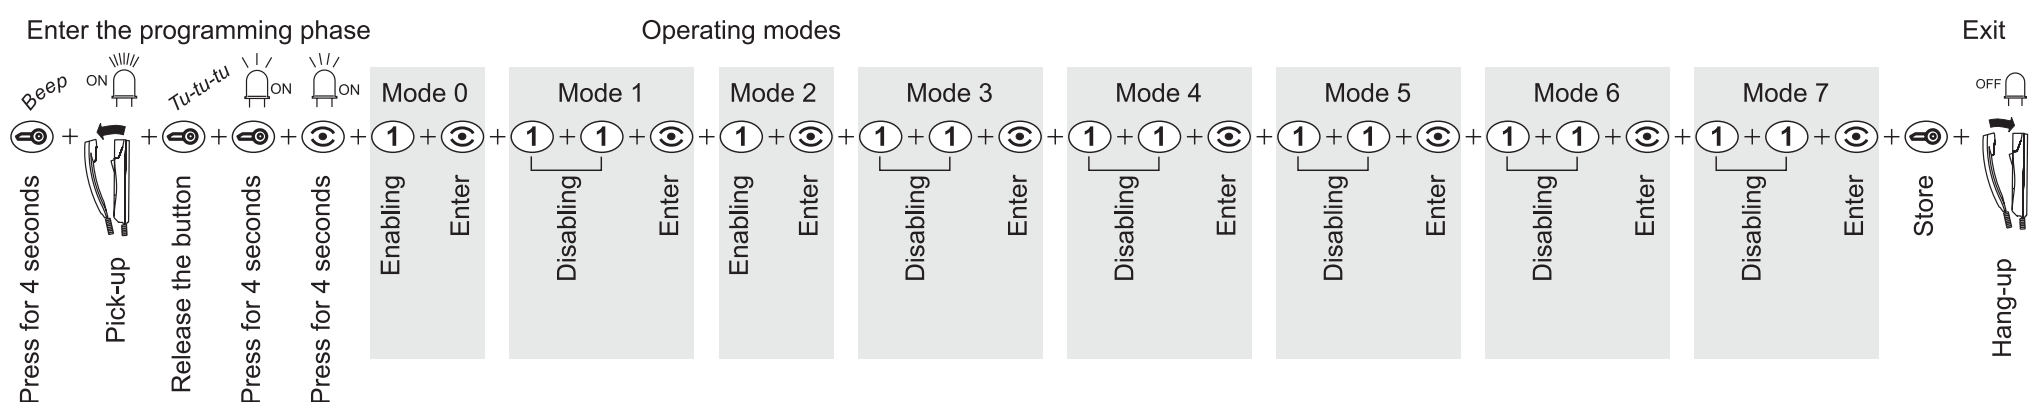 Enter the programming phase
Operating modes
Exit
Beep
ON
Tu-tu-tu
ON
ON
Mode 0
Mode 1
Mode 2
Mode 3
Mode 4
Mode 5
Mode 6
Mode 7
OFF
+ + + + 1 + + 1 + 1 + + 1 + + 1 + 1 + + 1 + 1 + + 1 + 1 + + 1 + 1 + + 1 + 1 + + +
Press for 4 seconds
Pick-up
Release the button
Press for 4 seconds
Press for 4 seconds
Enabling
Enter
Disabling
Enter
Enabling
Enter
Disabling
Enter
Disabling
Enter
Disabling
Enter
Disabling
Enter
Disabling
Enter
Store
Hang-up